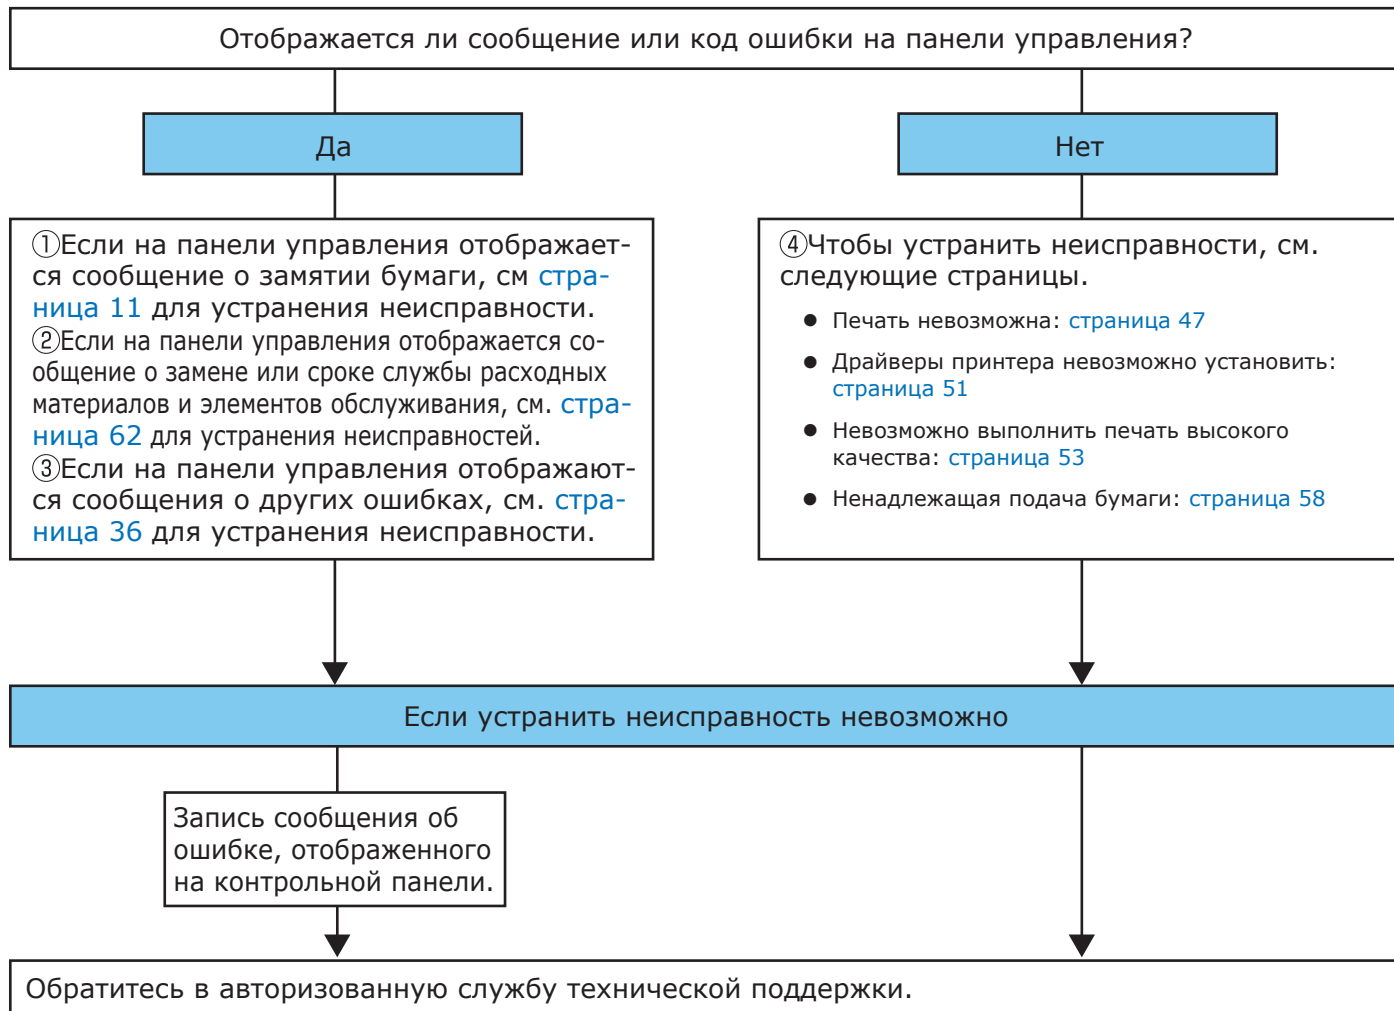 Отображается ли сообщение или код ошибки на панели управления?
Да
Нет
①Если на панели управления отображает-
ся сообщение о замятии бумаги, см стра-
ница 11 для устранения неисправности.
②Если на панели управления отображается со-
общение о замене или сроке службы расходных
материалов и элементов обслуживания, см. стра-
ница 62 для устранения неисправностей.
③Если на панели управления отображают-
ся сообщения о других ошибках, см. стра-
ница 36 для устранения неисправности.
④Чтобы устранить неисправности, см.
следующие страницы.
● Печать невозможна: страница 47
● Драйверы принтера невозможно установить:
страница 51
● Невозможно выполнить печать высокого
качества: страница 53
● Ненадлежащая подача бумаги: страница 58
Если устранить неисправность невозможно
Запись сообщения об
ошибке, отображенного
на контрольной панели.
Обратитесь в авторизованную службу технической поддержки.